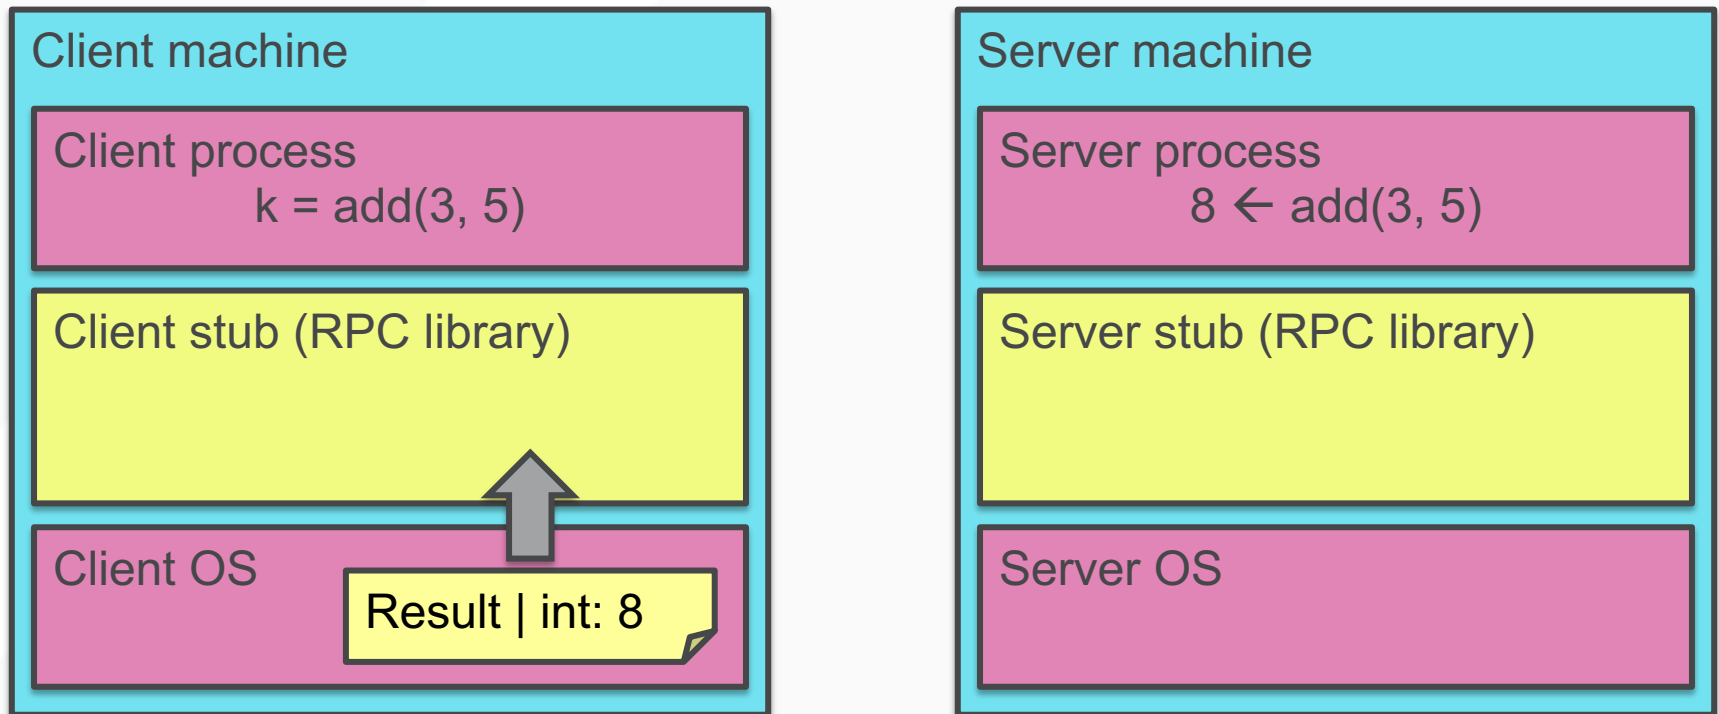 Client machine
Client process
k = add(3, 5)
Client stub (RPC library)
Client OS
Result | int: 8
Server machine
Server process
8 ← add(3, 5)
Server stub (RPC library)
Server OS